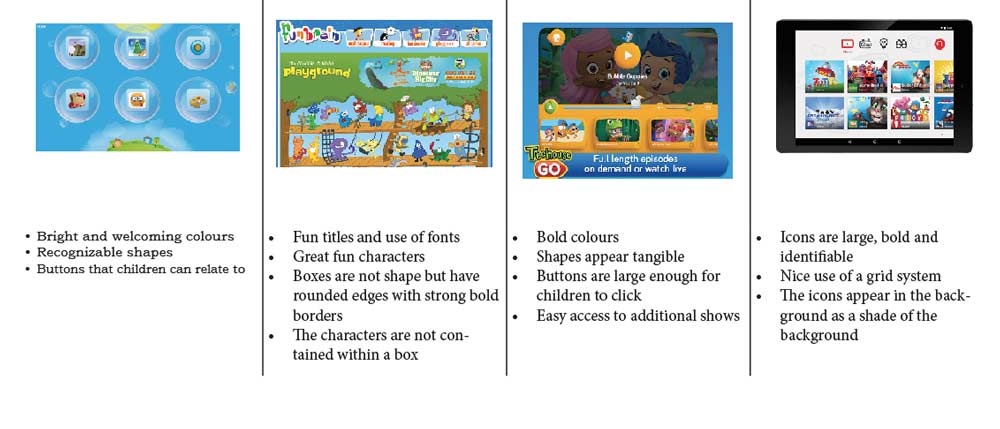 funbrain
playground
Bubble Guppies
Treehouse
GO
Full length episodes
on demand or watch live
• Bright and welcoming colours
• Recognizable shapes
• Buttons that children can relate to
• Fun titles and use of fonts
• Great fun characters
• Boxes are not shape but have
rounded edges with strong bold
borders
• The characters are not con-
tained within a box
• Bold colours
• Shapes appear tangible
• Buttons are large enough for
children to click
• Easy access to additional shows
• Icons are large, bold and
identifiable
• Nice use of a grid system
• The icons appear in the back-
ground as a shade of the
background